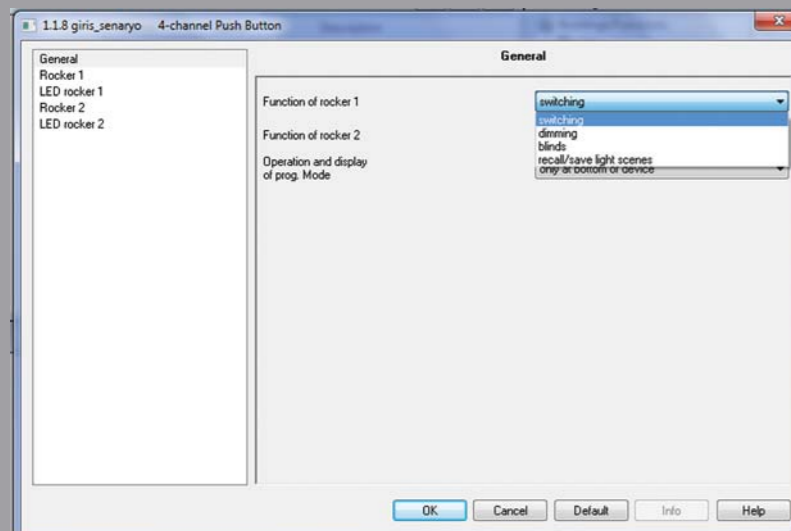 1.1.8 giris_senaryo 4-channel Push Button
General
Rocker 1
LED rocker 1
Rocker 2
LED rocker 2
General
Function of rocker 1
switching
switching
dimming
blinds
recall/save light scenes
Function of rocker 2
Operation and display
of prog. Mode
only at bottom of device
OK
Cancel
Default
Info
Help